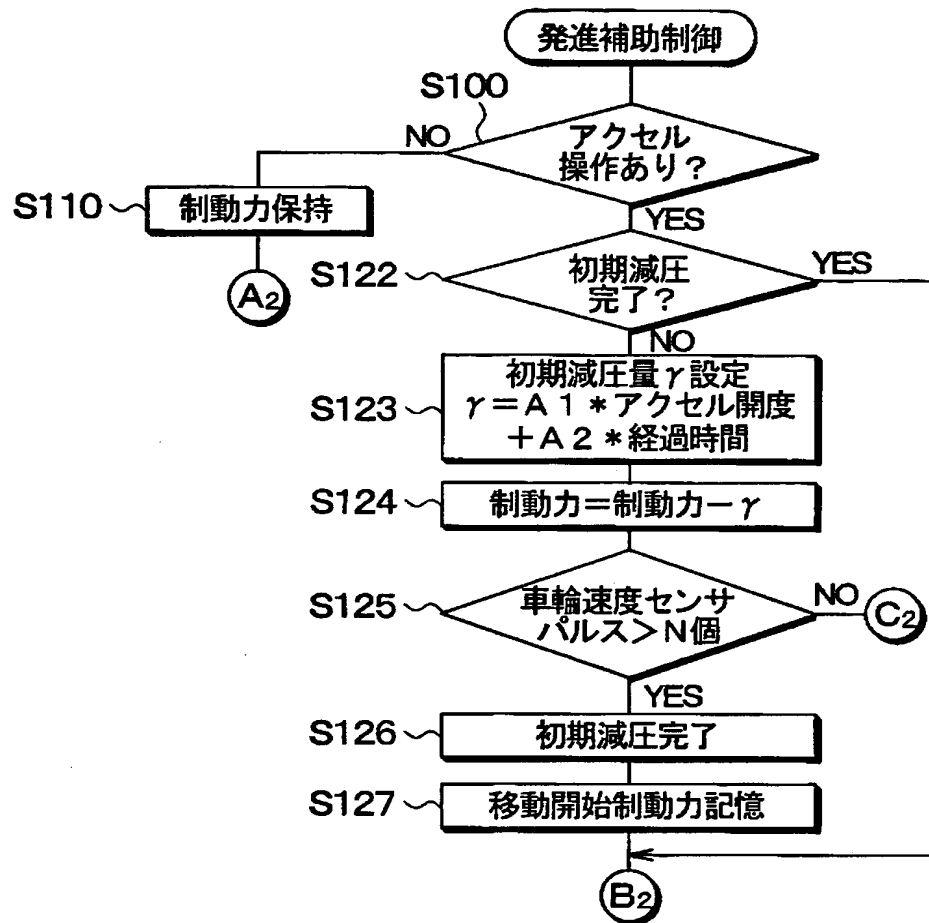 発進補助制御
S100
NO
アクセル
操作あり？
S110
制動力保持
YES
A2
S122
初期減圧
完了？
YES
NO
S123
初期減圧量γ設定
γ＝A1＊アクセル開度
＋A2＊経過時間
S124
制動力＝制動力－γ
S125
車輪速度センサ
パルス＞N個
NO
C2
YES
S126
初期減圧完了
S127
移動開始制動力記憶
B2